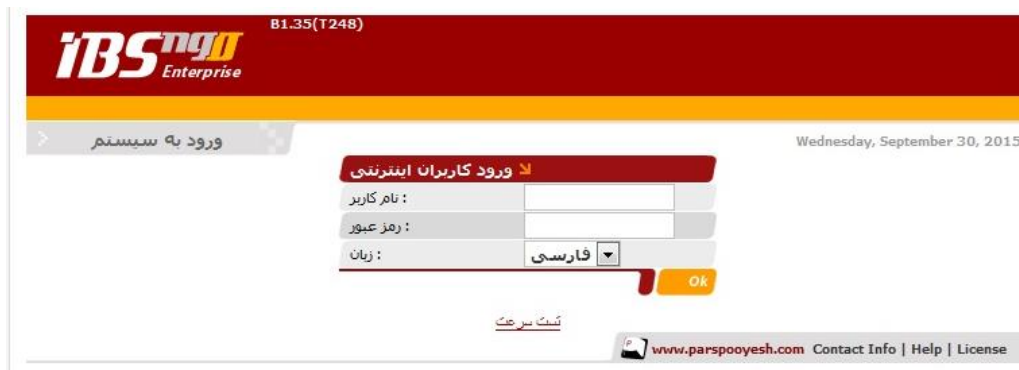 B1.35(T248)
IBSng
Enterprise
ورود به سیستم
Wednesday, September 30, 2015
ورود کاربران اینترنتی
نام کاربر :
رمز عبور :
زبان :
فارسی
Ok
تست سرعت
www.parspooyesh.com Contact Info | Help | License